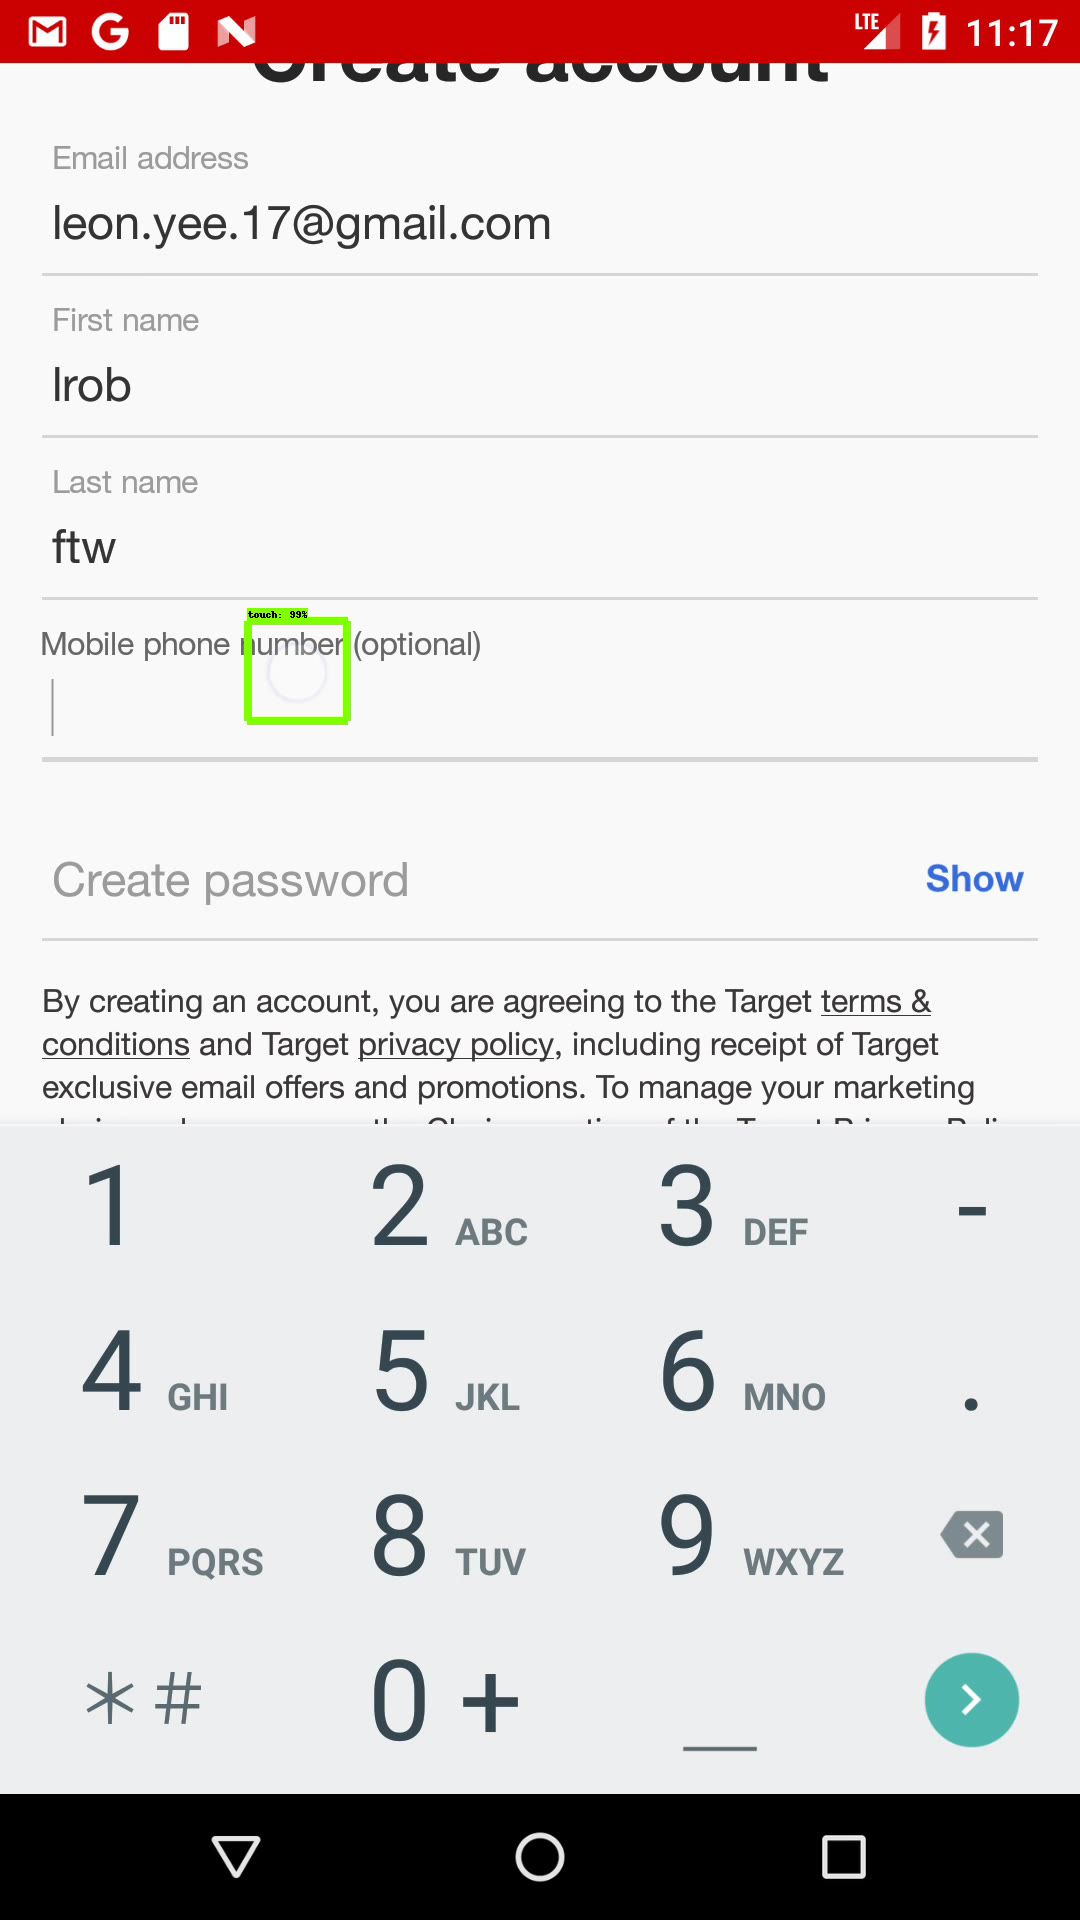 LTE 11:17
Create account
Email address
leon.yee.17@gmail.com
First name
lrob
Last name
ftw
touch: 99%
Mobile phone number (optional)
Create password
Show
By creating an account, you are agreeing to the Target terms &
conditions and Target privacy policy, including receipt of Target
exclusive email offers and promotions. To manage your marketing
1 2 ABC 3 DEF -
4 GHI 5 JKL 6 MNO .
7 PQRS 8 TUV 9 WXYZ
*# 0 + _